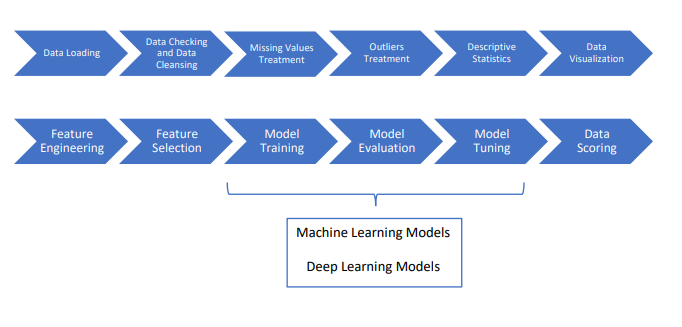 Data Loading
Data Checking
and Data
Cleansing
Missing Values
Treatment
Outliers
Treatment
Descriptive
Statistics
Data
Visualization
Feature
Engineering
Feature
Selection
Model
Training
Model
Evaluation
Model
Tuning
Data
Scoring
Machine Learning Models
Deep Learning Models